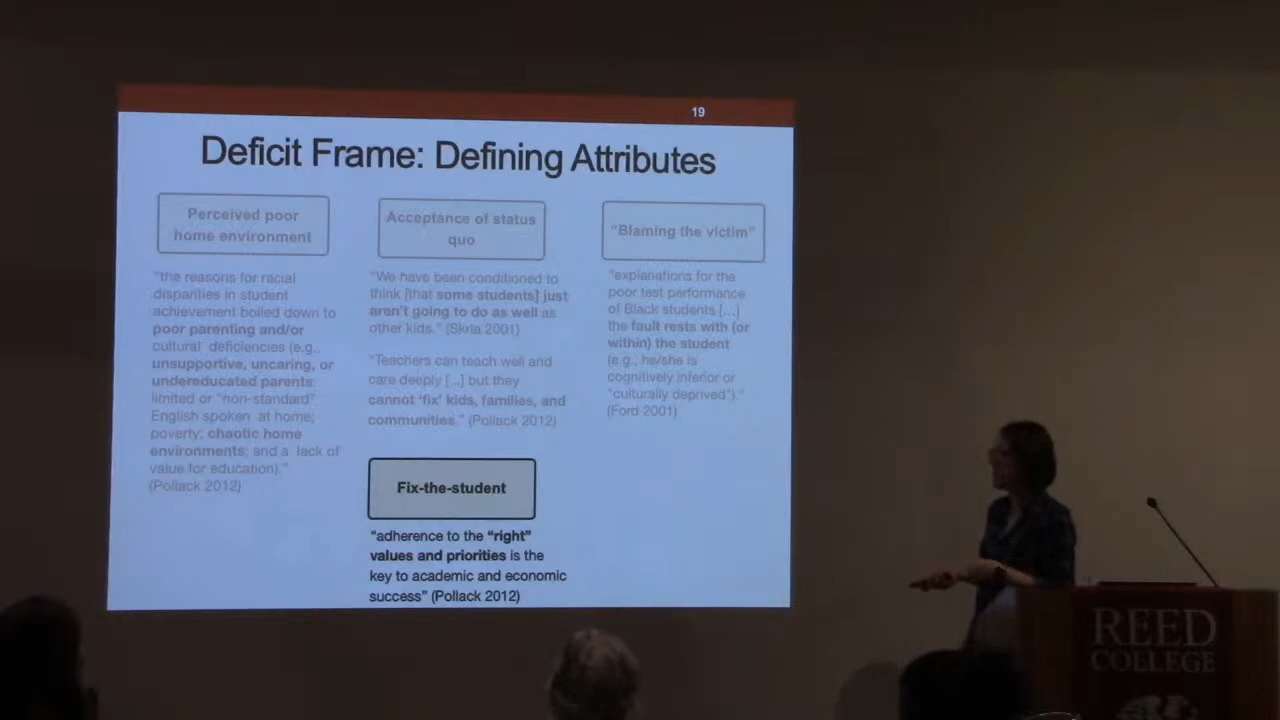 19
Deficit Frame: Defining Attributes
Perceived poor
home environment
"the reasons for racial
disparities in student
achievement boiled down to
poor parenting and/or
cultural deficiencies (e.g.,
unsupportive, uncaring, or
undereducated parents;
limited or "non-standard"
English spoken at home;
poverty; chaotic home
environments; and a lack of
value for education)."
(Pollack 2012)
Acceptance of status
quo
"We have been conditioned to
think [that some students] just
aren't going to do as well as
other kids." (Skrla 2001)
"Teachers can teach well and
care deeply [...] but they
cannot 'fix' kids, families, and
communities." (Pollack 2012)
"Blaming the victim"
"explanations for the
poor test performance
of Black students [...]
the fault rests with (or
within) the student
(e.g., he/she is
cognitively inferior or
"culturally deprived")."
(Ford 2001)
Fix-the-student
"adherence to the "right"
values and priorities is the
key to academic and economic
success" (Pollack 2012)
REED
COLLEGE